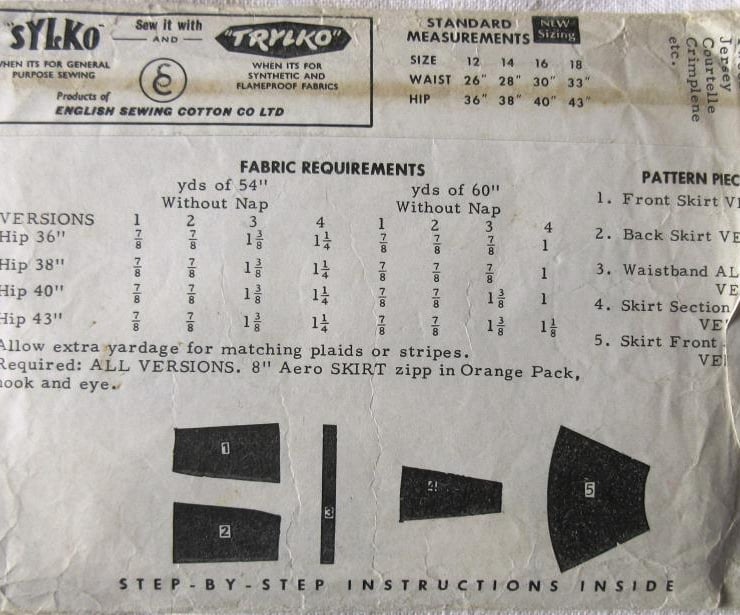 "SYLKO"
WHEN ITS FOR GENERAL
PURPOSE SEWING
Sew it with
AND
"TRYLKO"
WHEN ITS FOR
SYNTHETIC AND
FLAMEPROOF FABRICS
Products of
ENGLISH SEWING COTTON CO LTD
STANDARD
MEASUREMENTS
NEW
Sizing
SIZE 12 14 16 18
WAIST 26" 28" 30" 33"
HIP 36" 38" 40" 43"
Jersey
Courtelle
Crimplene
etc.
FABRIC REQUIREMENTS
yds of 54" yds of 60"
Without Nap Without Nap
VERSIONS 1 2 3 4 1 2 3 4
Hip 36" 7/8 7/8 1 3/8 1 1/4 7/8 7/8 7/8 1
Hip 38" 7/8 7/8 1 3/8 1 1/4 7/8 7/8 7/8 1
Hip 40" 7/8 7/8 1 3/8 1 1/4 7/8 7/8 1 3/8 1
Hip 43" 7/8 7/8 1 3/8 1 1/4 7/8 7/8 1 3/8 1 1/8
Allow extra yardage for matching plaids or stripes.
Required: ALL VERSIONS. 8" Aero SKIRT zipp in Orange Pack,
hook and eye.
PATTERN PIEC
1. Front Skirt VE
2. Back Skirt VE
3. Waistband AL
VE
4. Skirt Section
VE
5. Skirt Front
VE
1
2
3
4
5
STEP-BY-STEP INSTRUCTIONS INSIDE